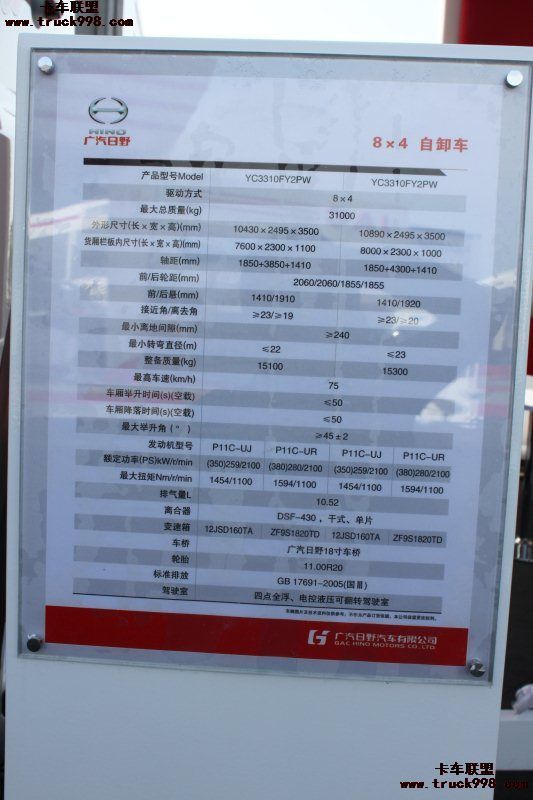 卡车联盟
www.truck998.com
HINO
广汽日野
8×4 自卸车
产品型号Model YC3310FY2PW YC3310FY2PW
驱动方式 8×4
最大总质量(kg) 31000
外形尺寸(长×宽×高)(mm) 10430×2495×3500 10890×2495×3500
货厢栏板内尺寸(长×宽×高)(mm) 7600×2300×1100 8000×2300×1000
轴距(mm) 1850+3850+1410 1850+4300+1410
前/后轮距(mm) 2060/2060/1855/1855
前/后悬(mm) 1410/1910 1410/1920
接近角/离去角 ≥23/≥19 ≥23/≥20
最小离地间隙(mm) ≥240
最小转弯直径(m) ≤22 ≤23
整备质量(kg) 15100 15300
最高车速(km/h) 75
车厢举升时间(s)(空载) ≤50
车厢降落时间(s)(空载) ≤50
最大举升角(°) ≥45±2
发动机型号 P11C-UJ P11C-UR P11C-UJ P11C-UR
额定功率(PS)kW/r/min (350)259/2100 (380)280/2100 (350)259/2100 (380)280/2100
最大扭矩Nm/r/min 1454/1100 1594/1100 1454/1100 1594/1100
排气量L 10.52
离合器 DSF-430，干式、单片
变速箱 12JSD160TA ZF9S1820TD 12JSD160TA ZF9S1820TD
车桥 广汽日野18寸车桥
轮胎 11.00R20
标准排放 GB 17691-2005(国Ⅲ)
驾驶室 四点全浮、电控液压可翻转驾驶室
广汽日野汽车有限公司
GAC HINO MOTORS CO.,LTD.
卡车联盟
www.truck998.com